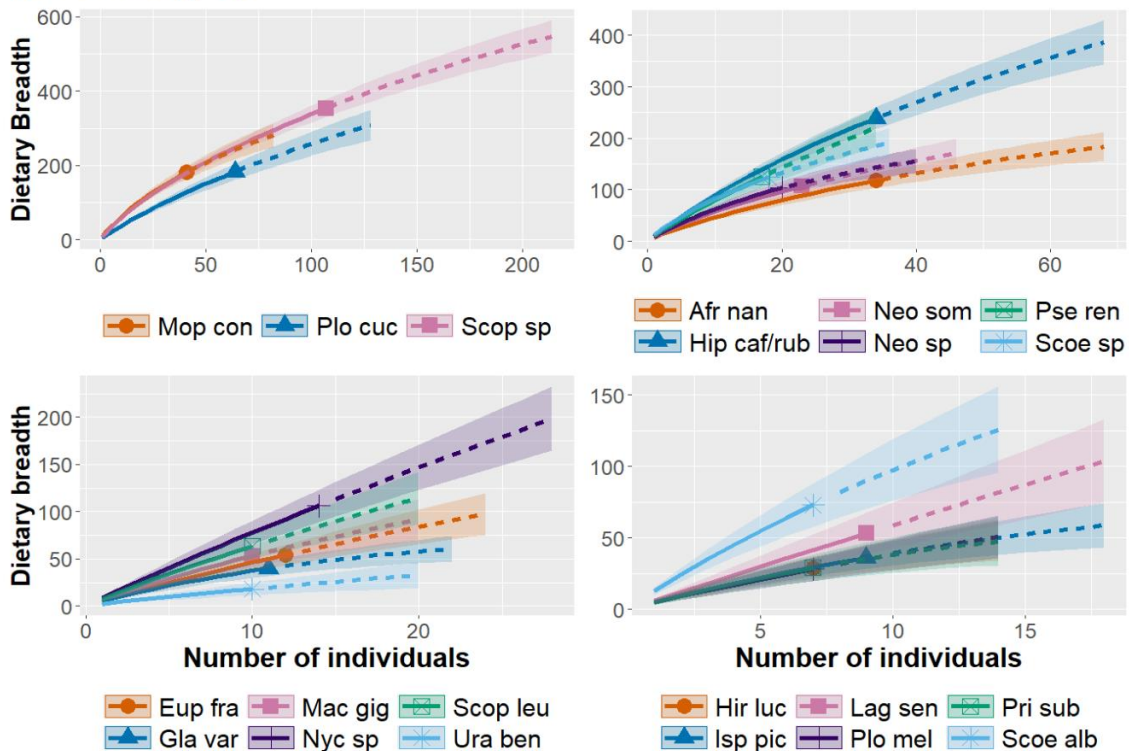 Dietary Breadth
600
400
200
0
0 50 100 150 200
Mop con Plo cuc Scop sp
400
300
200
100
0
0 20 40 60
Afr nan Neo som Pse ren
Hip caf/rub Neo sp Scoe sp
Dietary breadth
200
150
100
50
0
0 10 20
Number of individuals
Eup fra Mac gig Scop leu
Gla var Nyc sp Ura ben
150
100
50
0
5 10 15
Number of individuals
Hir luc Lag sen Pri sub
Isp pic Plo mel Scoe alb